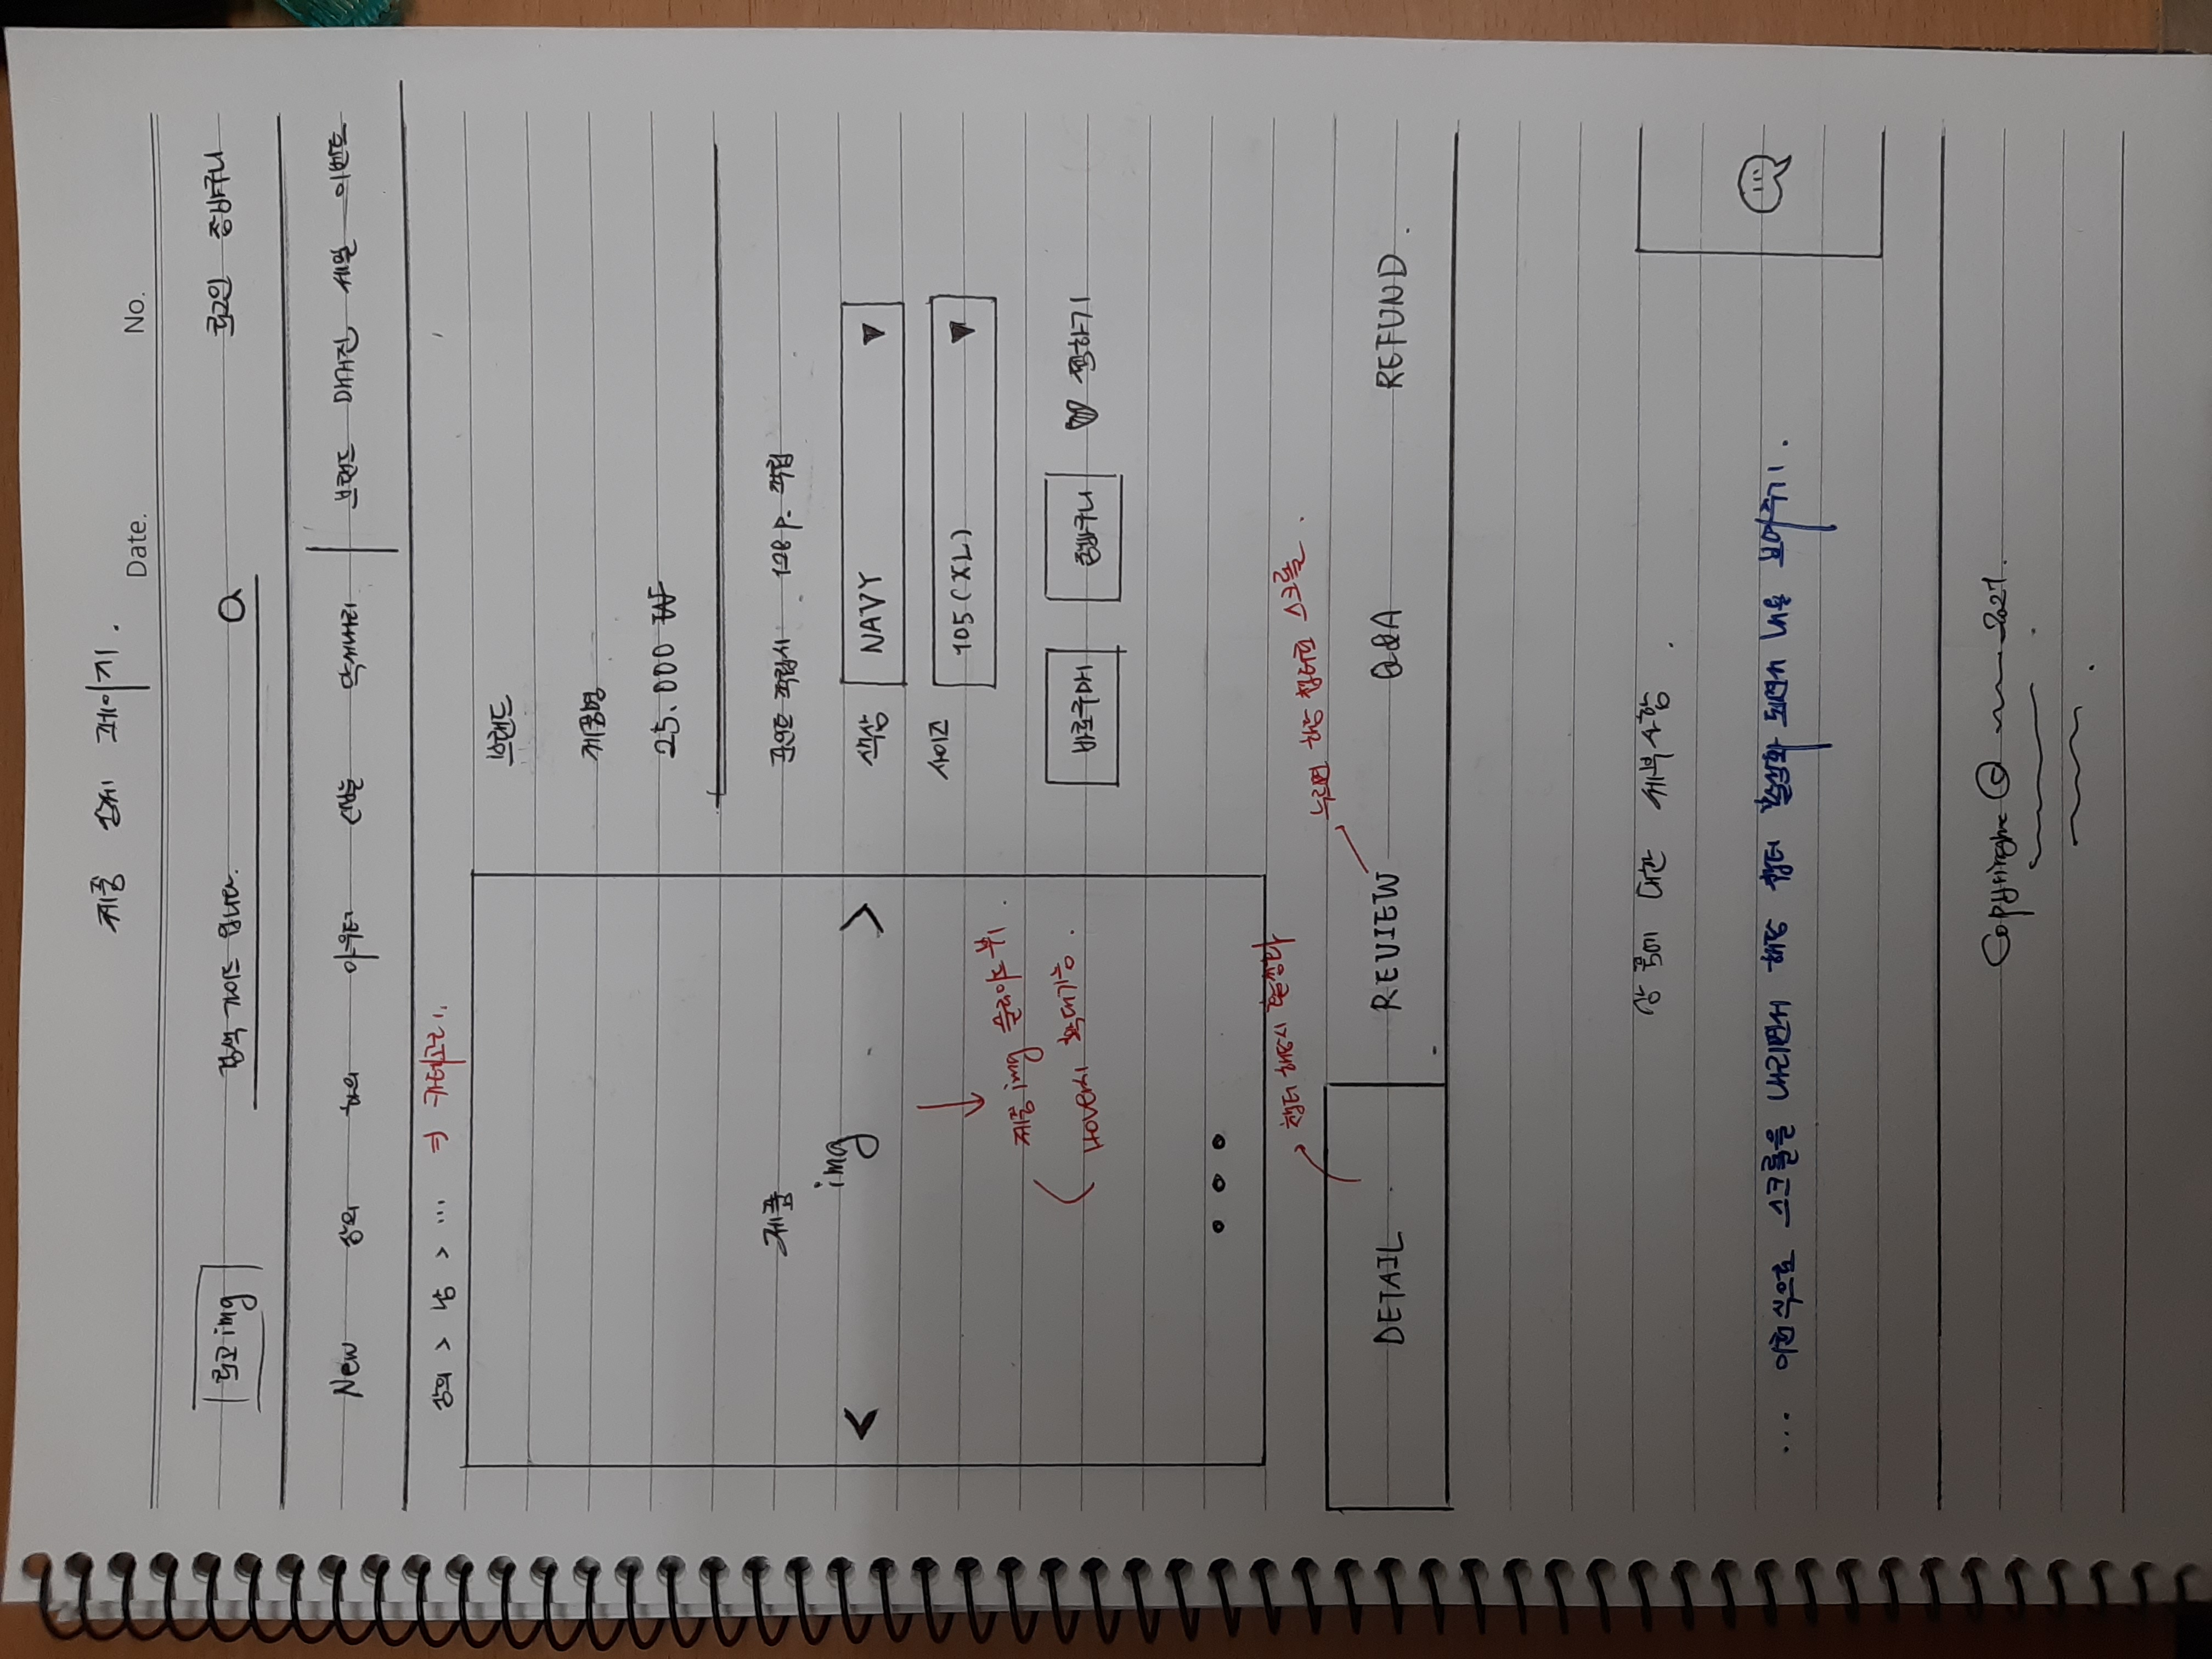 제품 상세 페이지.
Date. No.
로고 img 검색 가이드 입니다. 로그인 장바구니
New 상의 하의 아우터 신발 악세서리 브랜드 매거진 세일 이벤트
상의 > 남 > ... => 카테고리.
브랜드
제품명
25.000 ₩
제품
img
< >
포인트 적립시 128 p. 적립
색상 NAVY ▼
사이즈 105 (XL) ▼
제품 img 슬라이드 뷰.
Hover시 확대기능.
바로구매 장바구니 ♡ 찜하기
챕터 해당시 활성화
누르면 해당 챕터로 스크롤.
DETAIL REVIEW Q&A REFUND.
상품에 대한 세부사항.
... 이런식으로 스크롤을 내리면서 해당 챕터 활성화 되면서 내용 보여주기.
2021.